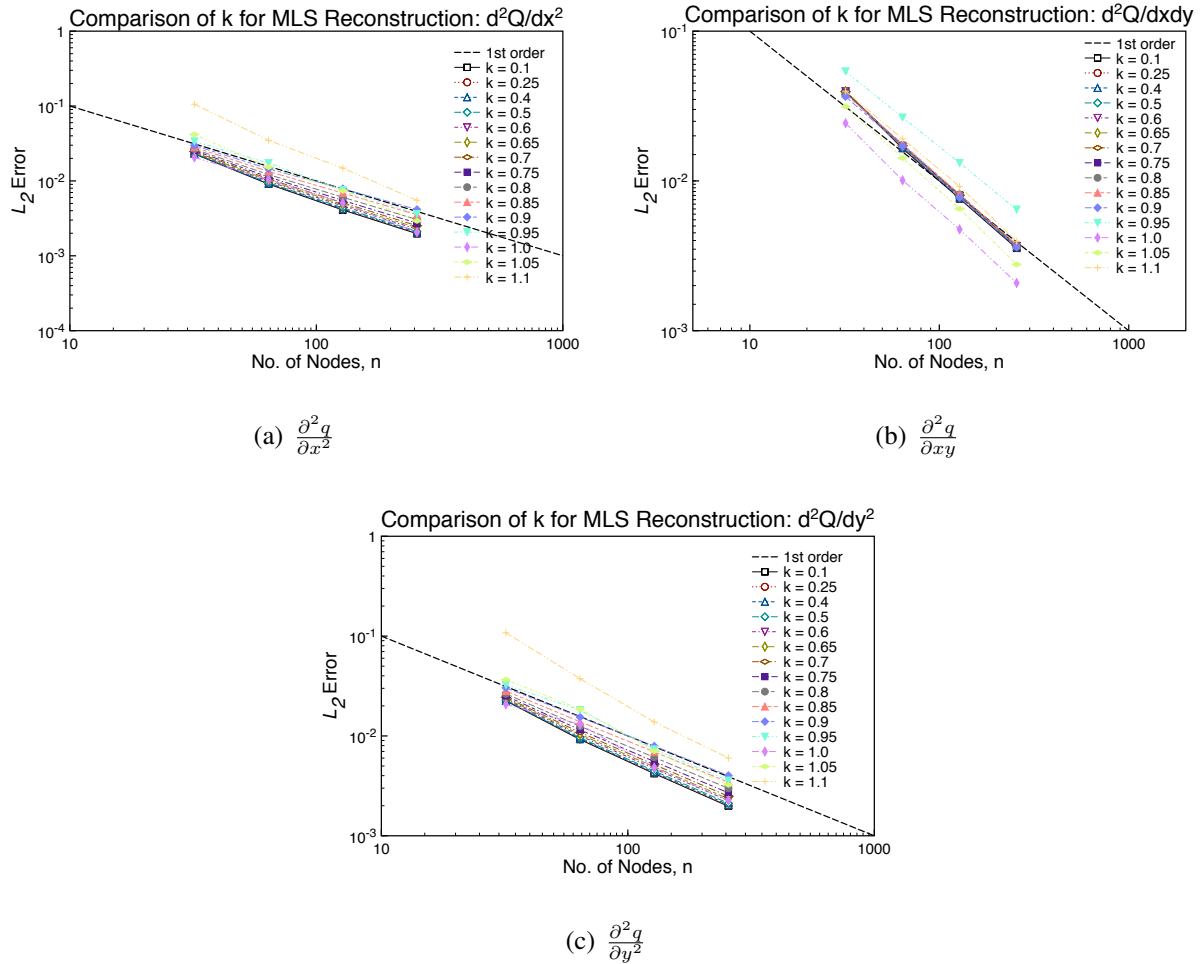 Comparison of k for MLS Reconstruction: d²Q/dx²
L₂ Error
1
10⁻¹
10⁻²
10⁻³
10⁻⁴
10
100
1000
No. of Nodes, n
1st order
k = 0.1
k = 0.25
k = 0.4
k = 0.5
k = 0.6
k = 0.65
k = 0.7
k = 0.75
k = 0.8
k = 0.85
k = 0.9
k = 0.95
k = 1.0
k = 1.05
k = 1.1
(a) ∂²q/∂x²
Comparison of k for MLS Reconstruction: d²Q/dxdy
L₂ Error
10⁻¹
10⁻²
10⁻³
10
100
1000
No. of Nodes, n
1st order
k = 0.1
k = 0.25
k = 0.4
k = 0.5
k = 0.6
k = 0.65
k = 0.7
k = 0.75
k = 0.8
k = 0.85
k = 0.9
k = 0.95
k = 1.0
k = 1.05
k = 1.1
(b) ∂²q/∂xy
Comparison of k for MLS Reconstruction: d²Q/dy²
L₂ Error
1
10⁻¹
10⁻²
10⁻³
10
100
1000
No. of Nodes, n
1st order
k = 0.1
k = 0.25
k = 0.4
k = 0.5
k = 0.6
k = 0.65
k = 0.7
k = 0.75
k = 0.8
k = 0.85
k = 0.9
k = 0.95
k = 1.0
k = 1.05
k = 1.1
(c) ∂²q/∂y²